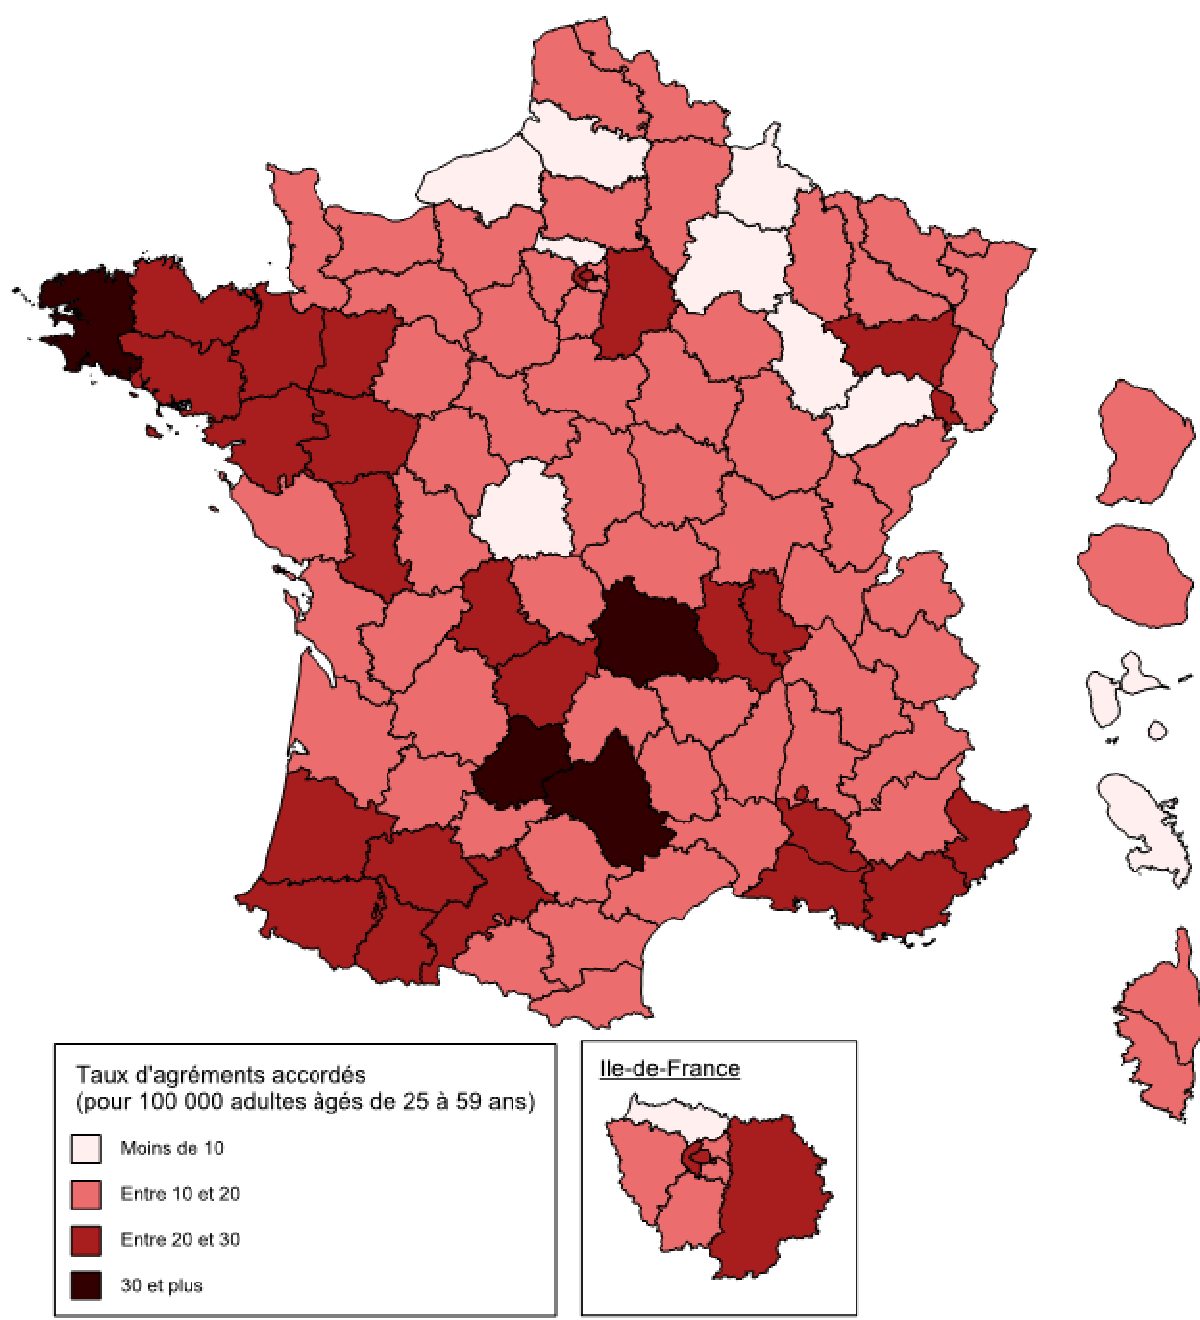 Taux d'agréments accordés
(pour 100 000 adultes àgés de 25 à 59 ans)
Moins de 10
Entre 10 et 20
Entre 20 et 30
30 et plus
Ile-de-France